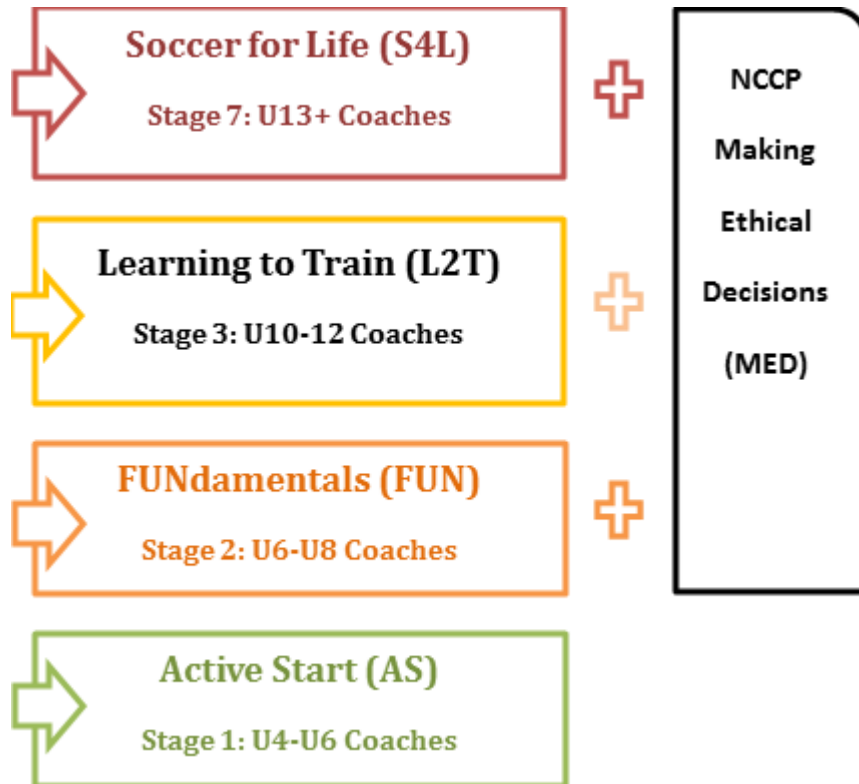 Soccer for Life (S4L)
Stage 7: U13+ Coaches
Learning to Train (L2T)
Stage 3: U10-12 Coaches
FUNdamentals (FUN)
Stage 2: U6-U8 Coaches
Active Start (AS)
Stage 1: U4-U6 Coaches
NCCP
Making
Ethical
Decisions
(MED)